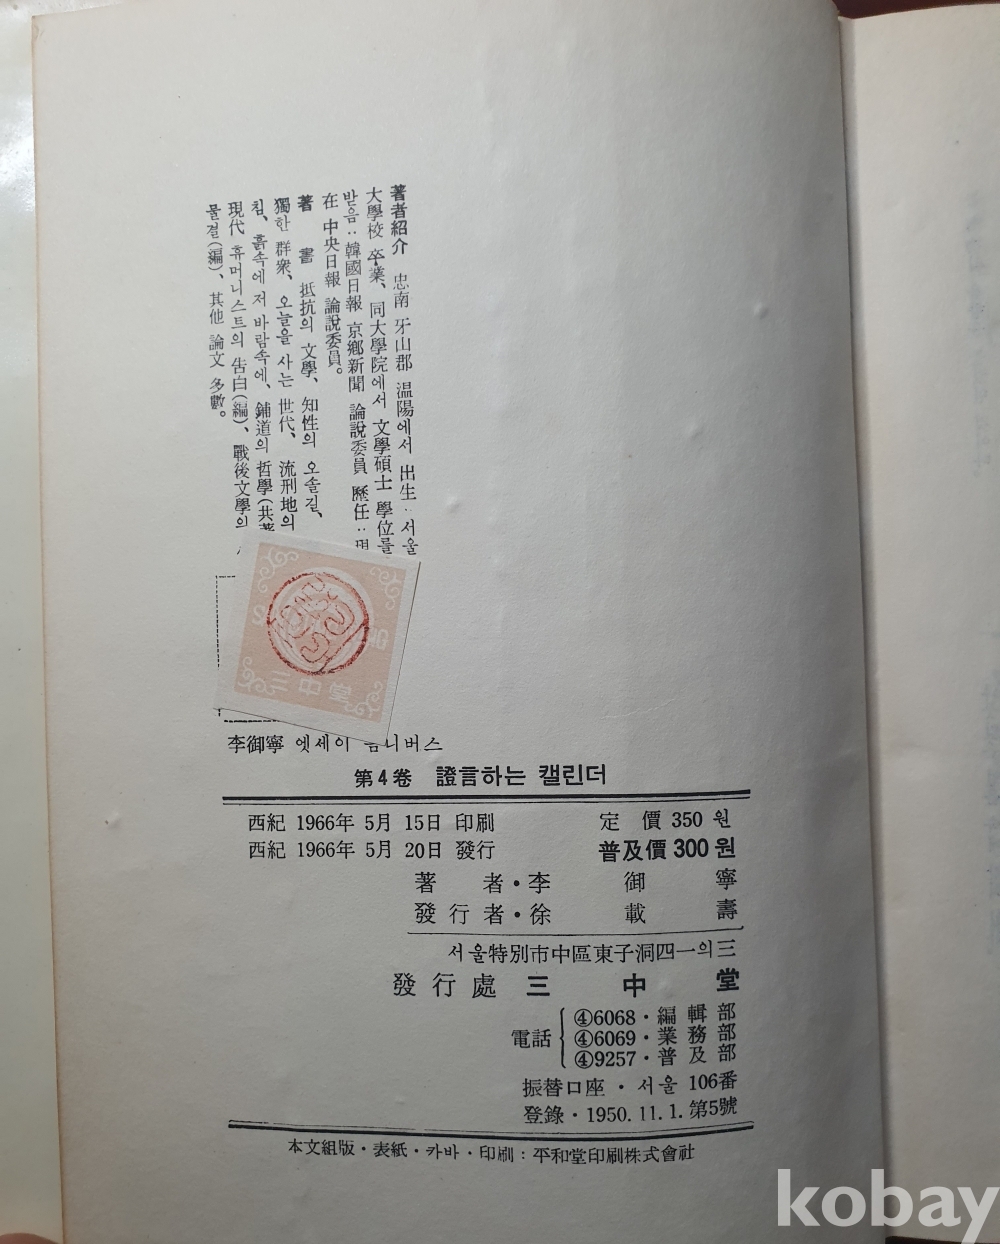 著者紹介 忠南 牙山郡 温陽에서 出生·서울
大學校 卒業、同大學院에서 文學碩士 學位를
받음‥韓國日報 京鄕新聞 論說委員 歷任‥現
在 中央日報 論說委員。
著書 抵抗의 文學、知性의 오솔길、
獨한 群衆、오늘을 사는 世代、流刑地의
침、흙속에 저 바람속에、鋪道의 哲學(共著
現代 휴머니스트의 告白(編)、戰後文學의
물결(編)、其他 論文 多數。
三中堂
李御寧 엣세이 옴니버스
第4卷 證言하는 캘린더
西紀 1966年 5月 15日 印刷 定價 350원
西紀 1966年 5月 20日 發行 普及價 300원
著者·李御寧
發行者·徐載壽
서울特別市中區東子洞四一의三
發行處 三中堂
電話 ④6068·編輯部
④6069·業務部
④9257·普及部
振替口座·서울 106番
登錄·1950.11.1.第5號
本文組版·表紙·카바·印刷:平和堂印刷株式會社
kobay